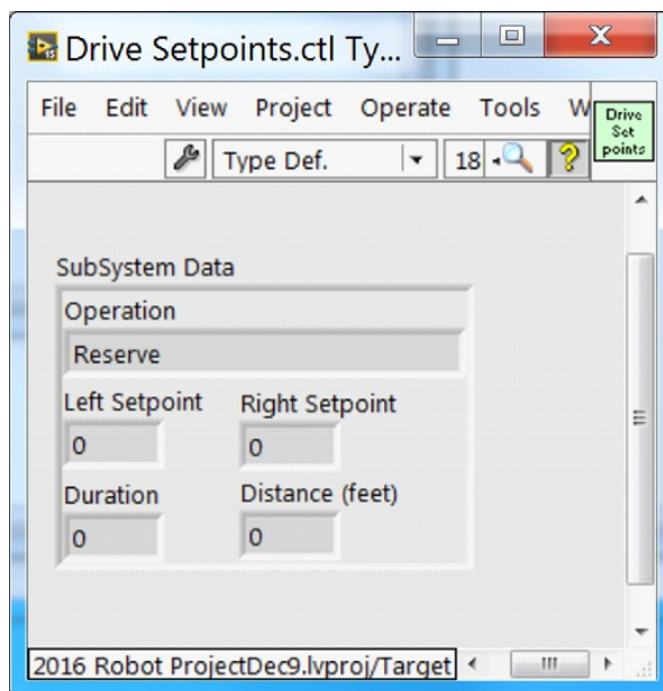 Drive Setpoints.ctl Ty...
File Edit View Project Operate Tools W
Drive
Set
points
Type Def. 18
SubSystem Data
Operation
Reserve
Left Setpoint Right Setpoint
0 0
Duration Distance (feet)
0 0
2016 Robot ProjectDec9.lvproj/Target